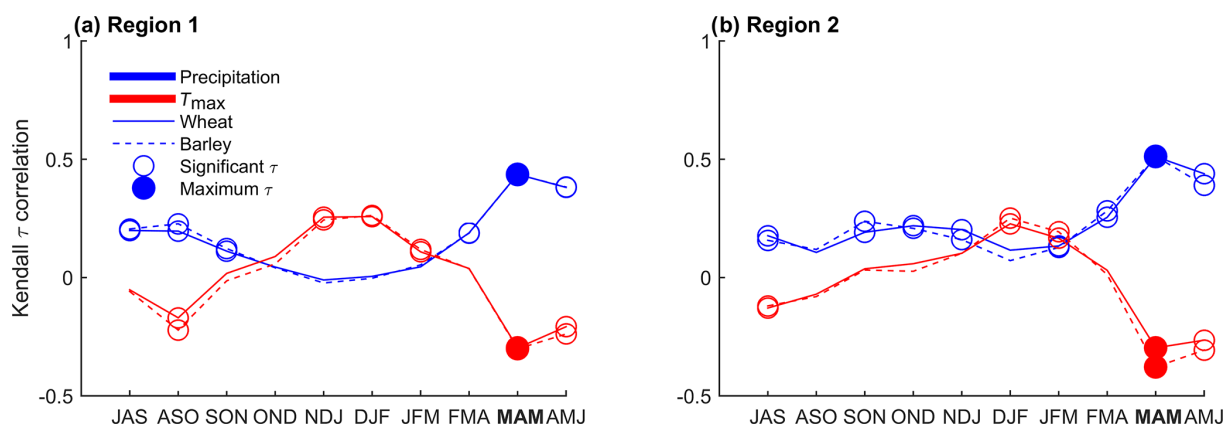 (a) Region 1
1
0.5
0
-0.5
Kendall τ correlation
Precipitation
Tmax
Wheat
Barley
Significant τ
Maximum τ
JAS ASO SON OND NDJ DJF JFM FMA MAM AMJ
(b) Region 2
1
0.5
0
-0.5
JAS ASO SON OND NDJ DJF JFM FMA MAM AMJ